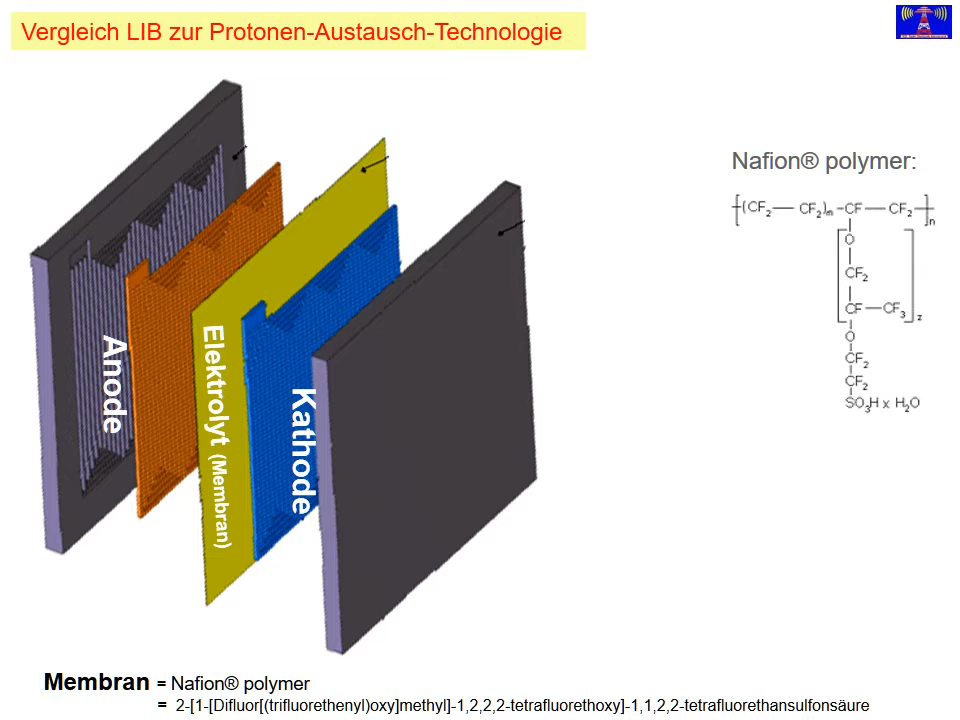 Vergleich LIB zur Protonen-Austausch-Technologie
Nafion® polymer:
[(CF2 — CF2)m -CF — CF2]n
O
CF2
CF — CF3
z
O
CF2
CF2
SO3H x H2O
Anode
Elektrolyt (Membran)
Kathode
Membran = Nafion® polymer
= 2-[1-[Difluor[(trifluorethenyl)oxy]methyl]-1,2,2,2-tetrafluorethoxy]-1,1,2,2-tetrafluorethansulfonsäure